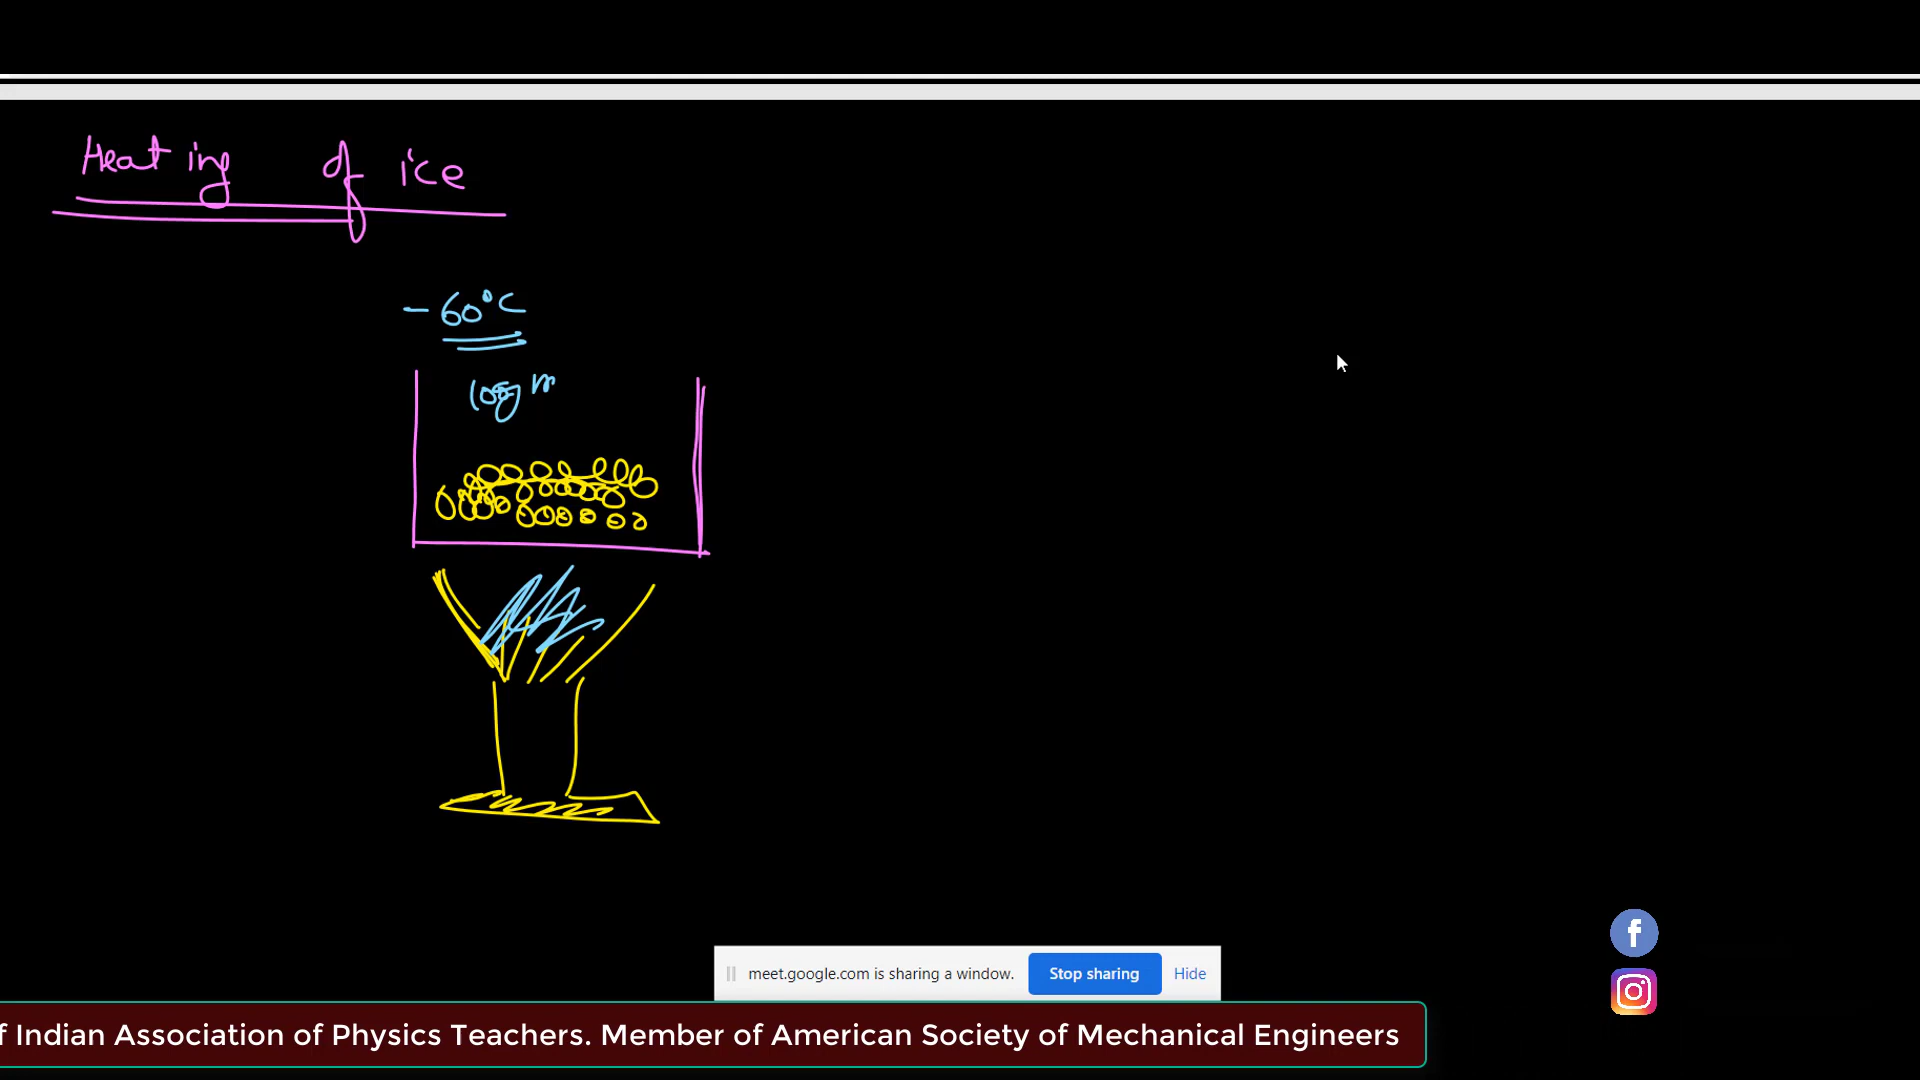 Heating of ice
- 60°C
m
meet.google.com is sharing a window. Stop sharing Hide
f Indian Association of Physics Teachers. Member of American Society of Mechanical Engineers